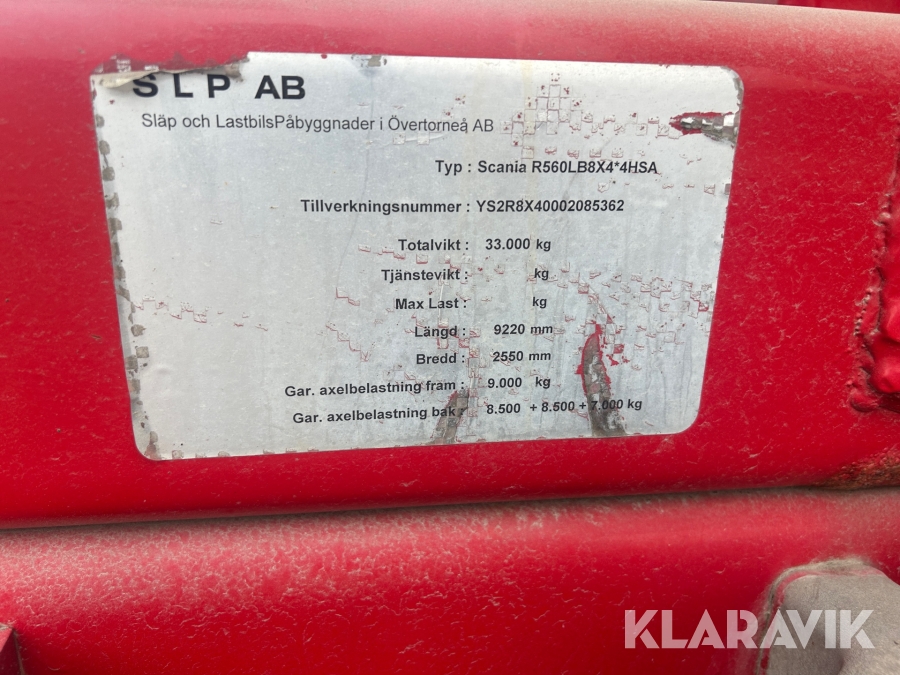 S L P AB
Släp och LastbilsPåbyggnader i Övertorneå AB
Typ : Scania R560LB8X4*4HSA
Tillverkningsnummer : YS2R8X40002085362
Totalvikt : 33.000 kg
Tjänstevikt : kg
Max Last : kg
Längd : 9220 mm
Bredd : 2550 mm
Gar. axelbelastning fram : 9.000 kg
Gar. axelbelastning bak : 8.500 + 8.500 + 7.000 kg
KLARAVIK